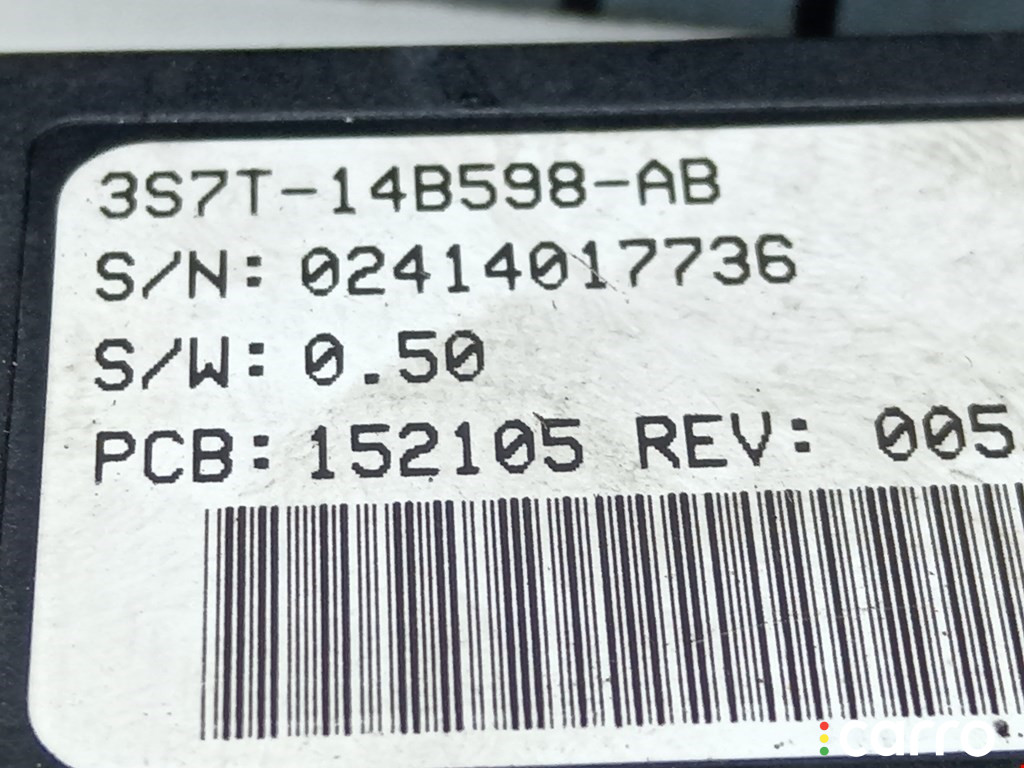 3S7T-14B598-AB
S/N: 02414017736
S/W: 0.50
PCB: 152105 REV: 005
carro